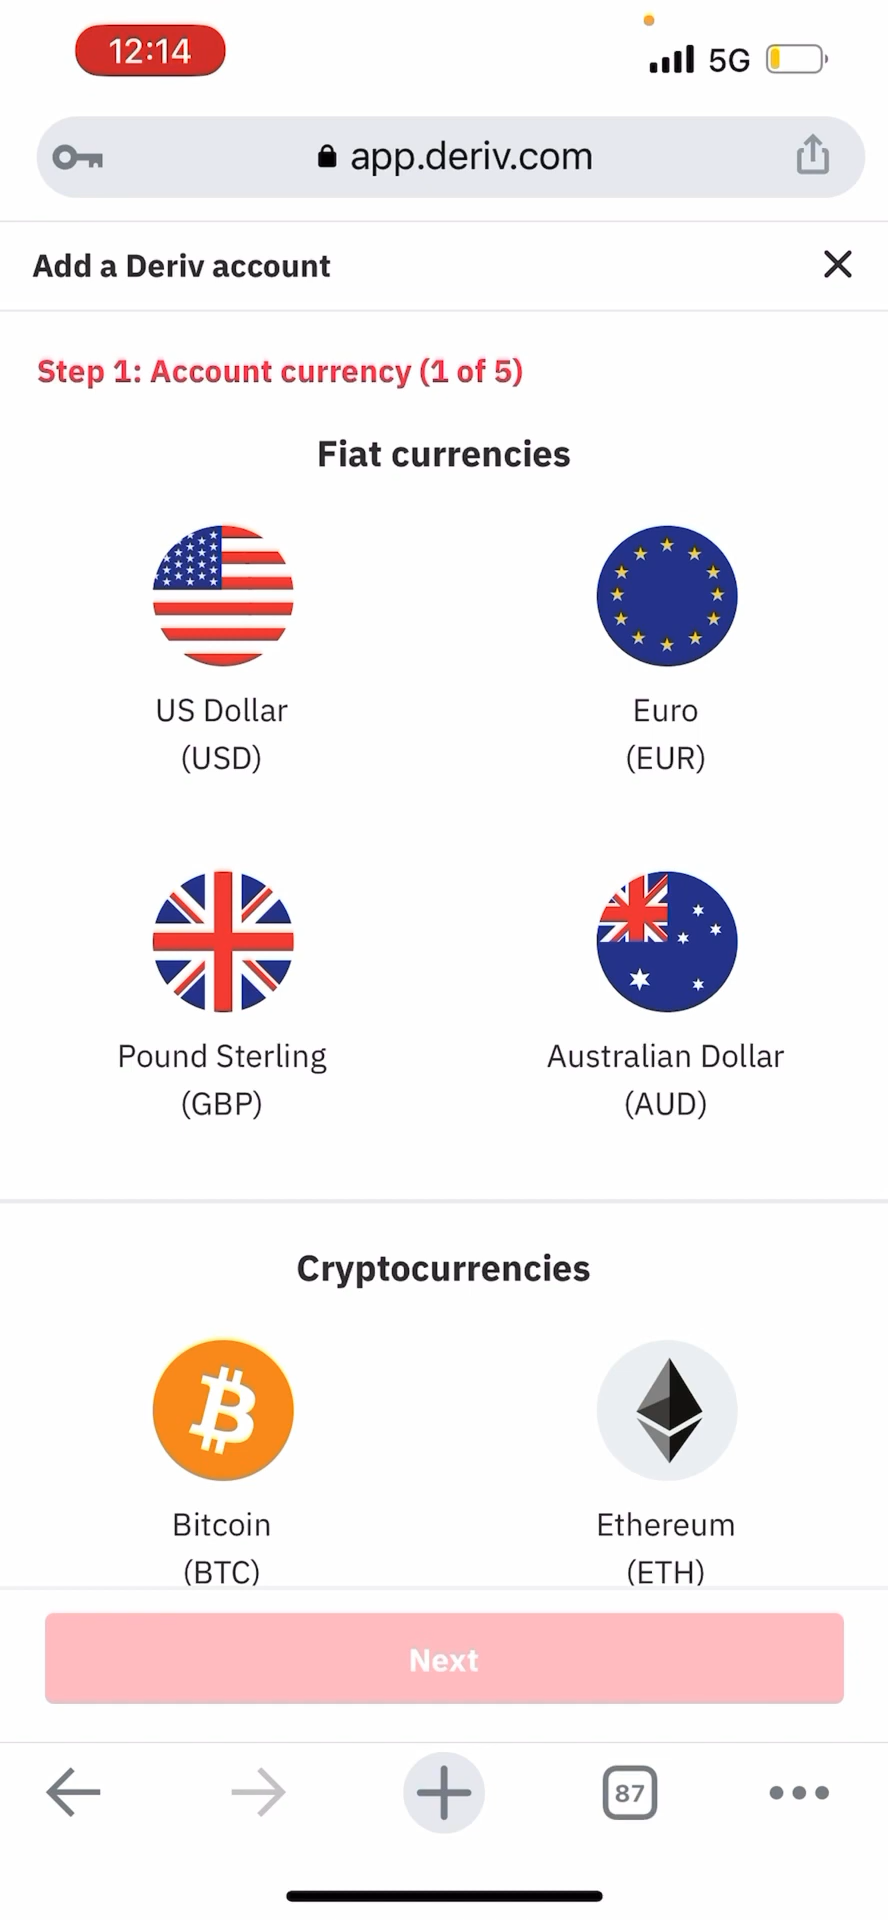 12:14
5G
app.deriv.com
Add a Deriv account
Step 1: Account currency (1 of 5)
Fiat currencies
US Dollar
(USD)
Euro
(EUR)
Pound Sterling
(GBP)
Australian Dollar
(AUD)
Cryptocurrencies
Bitcoin
(BTC)
Ethereum
(ETH)
Next
87